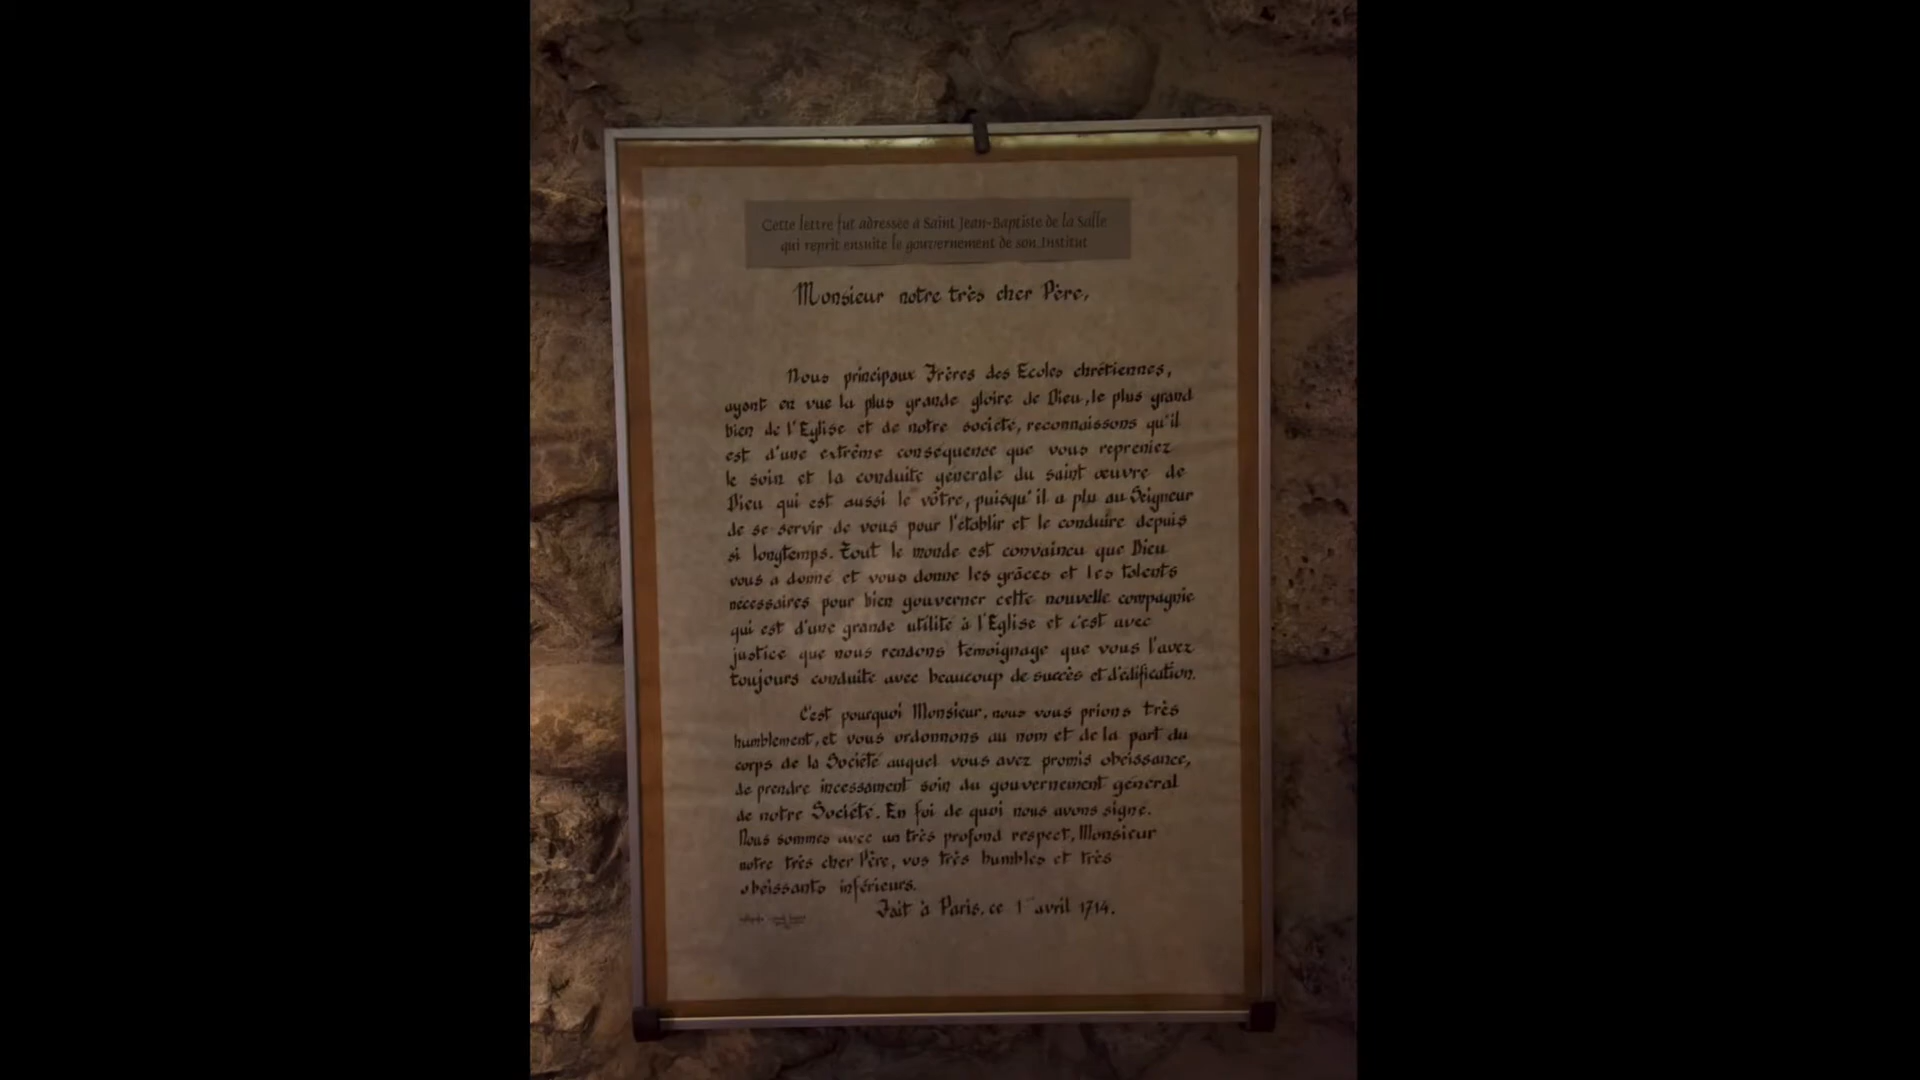 Cette lettre fut adressée à Saint Jean-Baptiste de la Salle
qui reprit ensuite le gouvernement de son Institut
Monsieur notre très cher Père,
Nous principaux Frères des Ecoles chrétiennes,
ayant en vue la plus grande gloire de Dieu, le plus grand
bien de l'Eglise et de notre société, reconnaissons qu'il
est d'une extrême conséquence que vous repreniez
le soin et la conduite générale du saint œuvre de
Dieu qui est aussi le vôtre, puisqu'il a plu au Seigneur
de se servir de vous pour l'établir et le conduire depuis
si longtemps. Tout le monde est convaincu que Dieu
vous a donné et vous donne les grâces et les talents
nécessaires pour bien gouverner cette nouvelle compagnie
qui est d'une grande utilité à l'Eglise et c'est avec
justice que nous rendons témoignage que vous l'avez
toujours conduite avec beaucoup de succès et d'édification.
C'est pourquoi Monsieur, nous vous prions très
humblement, et vous ordonnons au nom et de la part du
corps de la Société auquel vous avez promis obéissance,
de prendre incessament soin du gouvernement général
de notre Société. En foi de quoi nous avons signé.
Nous sommes avec un très profond respect, Monsieur
notre très cher Père, vos très humbles et très
obéissants inférieurs.
Fait à Paris, ce 1er avril 1714.